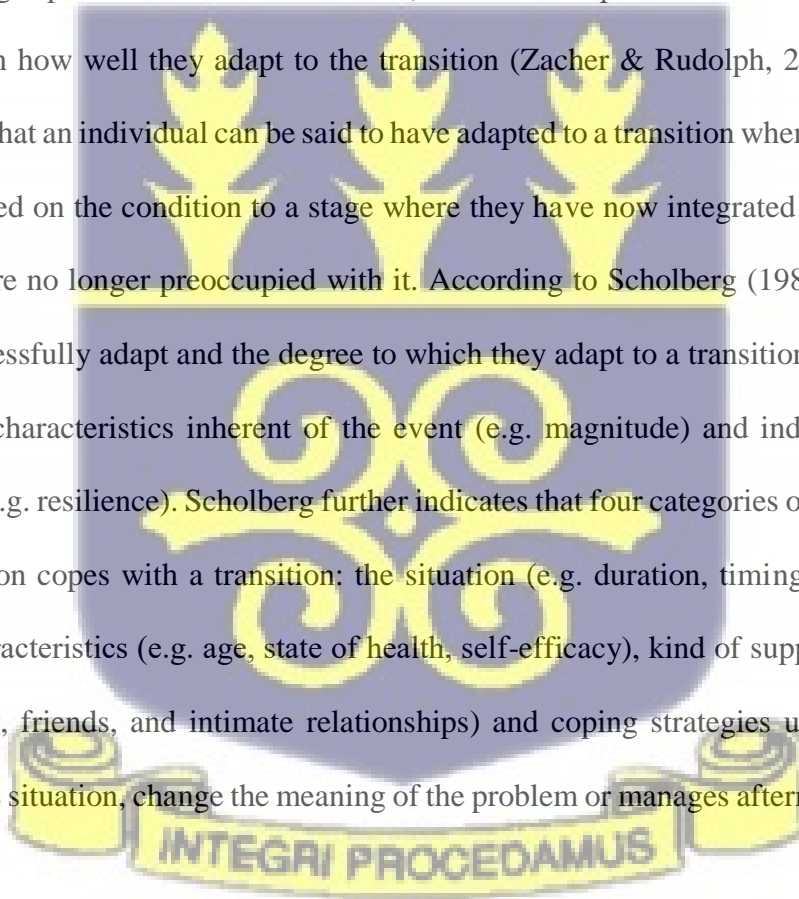 n how well they adapt to the transition (Zacher & Rudolph, 2
hat an individual can be said to have adapted to a transition when
ed on the condition to a stage where they have now integrated
re no longer preoccupied with it. According to Scholberg (198
essfully adapt and the degree to which they adapt to a transition
characteristics inherent of the event (e.g. magnitude) and ind
.g. resilience). Scholberg further indicates that four categories o
on copes with a transition: the situation (e.g. duration, timing
racteristics (e.g. age, state of health, self-efficacy), kind of supp
, friends, and intimate relationships) and coping strategies u
e situation, change the meaning of the problem or manages after
INTEGRI PROCEDAMUS